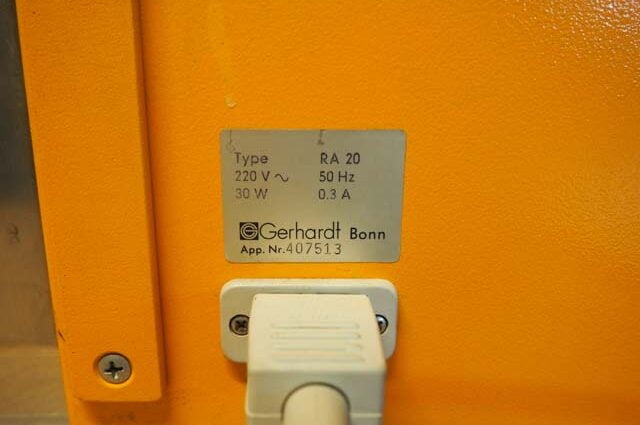 Type RA 20
220 V ~ 50 Hz
30 W 0.3 A
Gerhardt Bonn
App. Nr. 407513